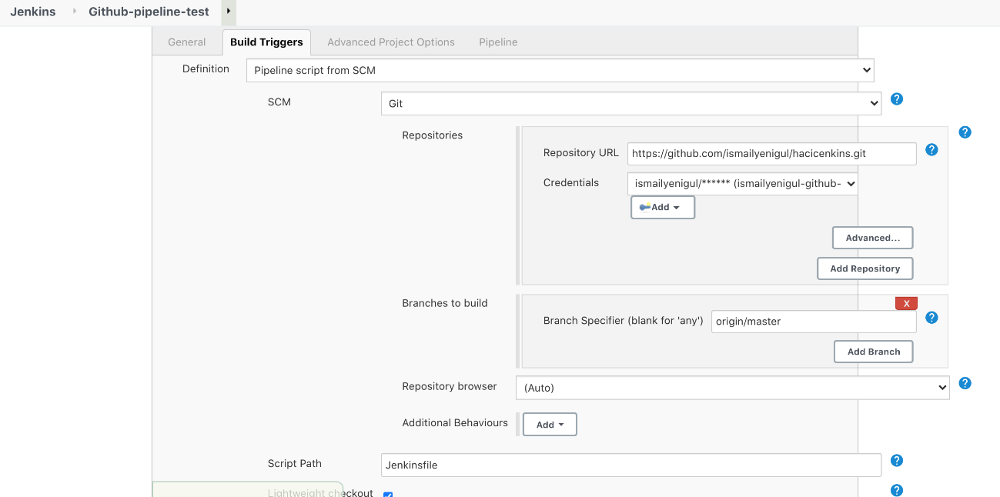 Jenkins Github-pipeline-test
General Build Triggers Advanced Project Options Pipeline
Definition Pipeline script from SCM
SCM Git ?
Repositories ?
Repository URL https://github.com/ismailyenigul/hacicenkins.git ?
Credentials ismailyenigul/****** (ismailyenigul-github-
Add
Advanced...
Add Repository
Branches to build X
Branch Specifier (blank for 'any') origin/master ?
Add Branch
Repository browser (Auto) ?
Additional Behaviours Add
Script Path Jenkinsfile ?
Lightweight checkout ?